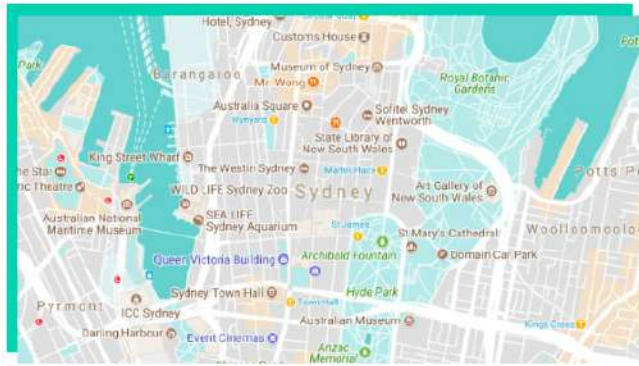 Hotel, Sydney
Circular Quay
Customs House
Park
Museum of Sydney
Barangaroo
Mr. Wong
Royal Botanic
Gardens
Australia Square
Sofitel Sydney
Wentworth
Wynyard
State Library of
New South Wales
King Street Wharf
The Westin Sydney
Martin Place
Potts P
The Star
ric Theatre
WILD LIFE Sydney Zoo
Sydney
Art Gallery of
New South Wales
Australian National
Maritime Museum
SEA LIFE
Sydney Aquarium
St James
St Mary's Cathedral
Woolloomooloo
Queen Victoria Building
Archibald Fountain
Domain Car Park
Sydney Town Hall
Hyde Park
Pyrmont
Town Hall
ICC Sydney
Australian Museum
Kings Cross
Darling Harbour
Event Cinemas
Anzac
Memorial